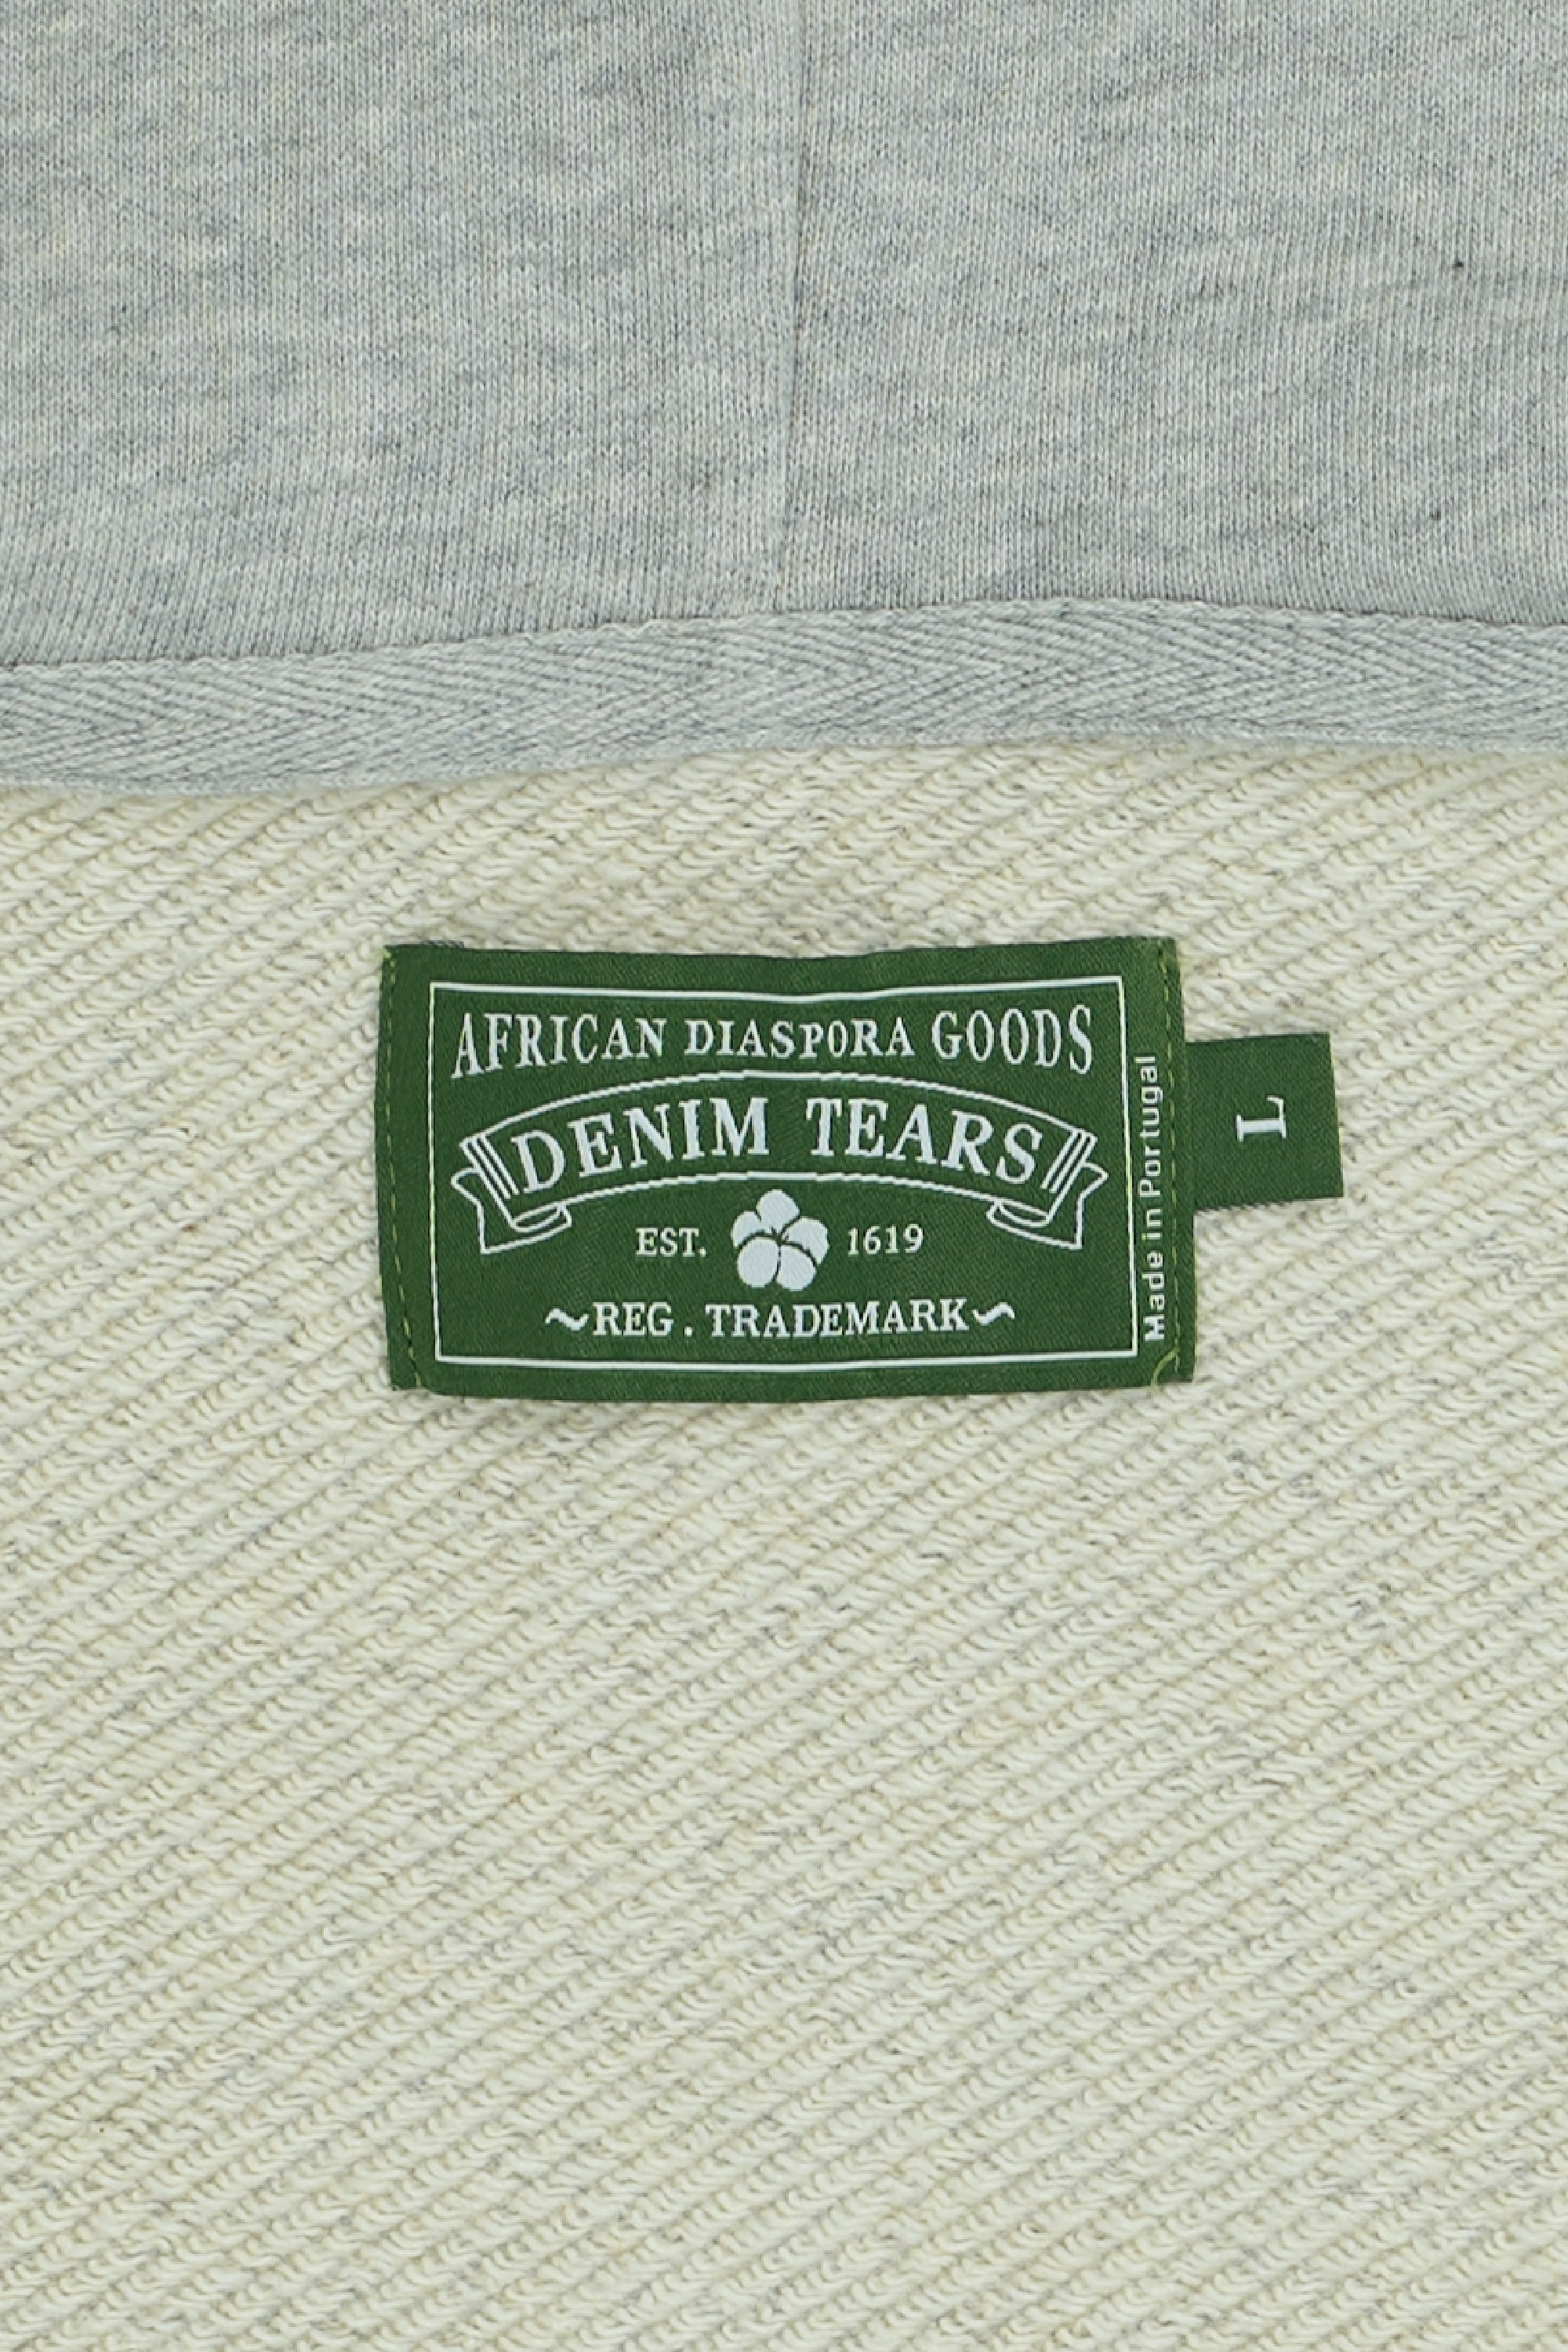 AFRICAN DIASPORA GOODS
DENIM TEARS
EST. 1619
REG. TRADEMARK
Made in Portugal
L